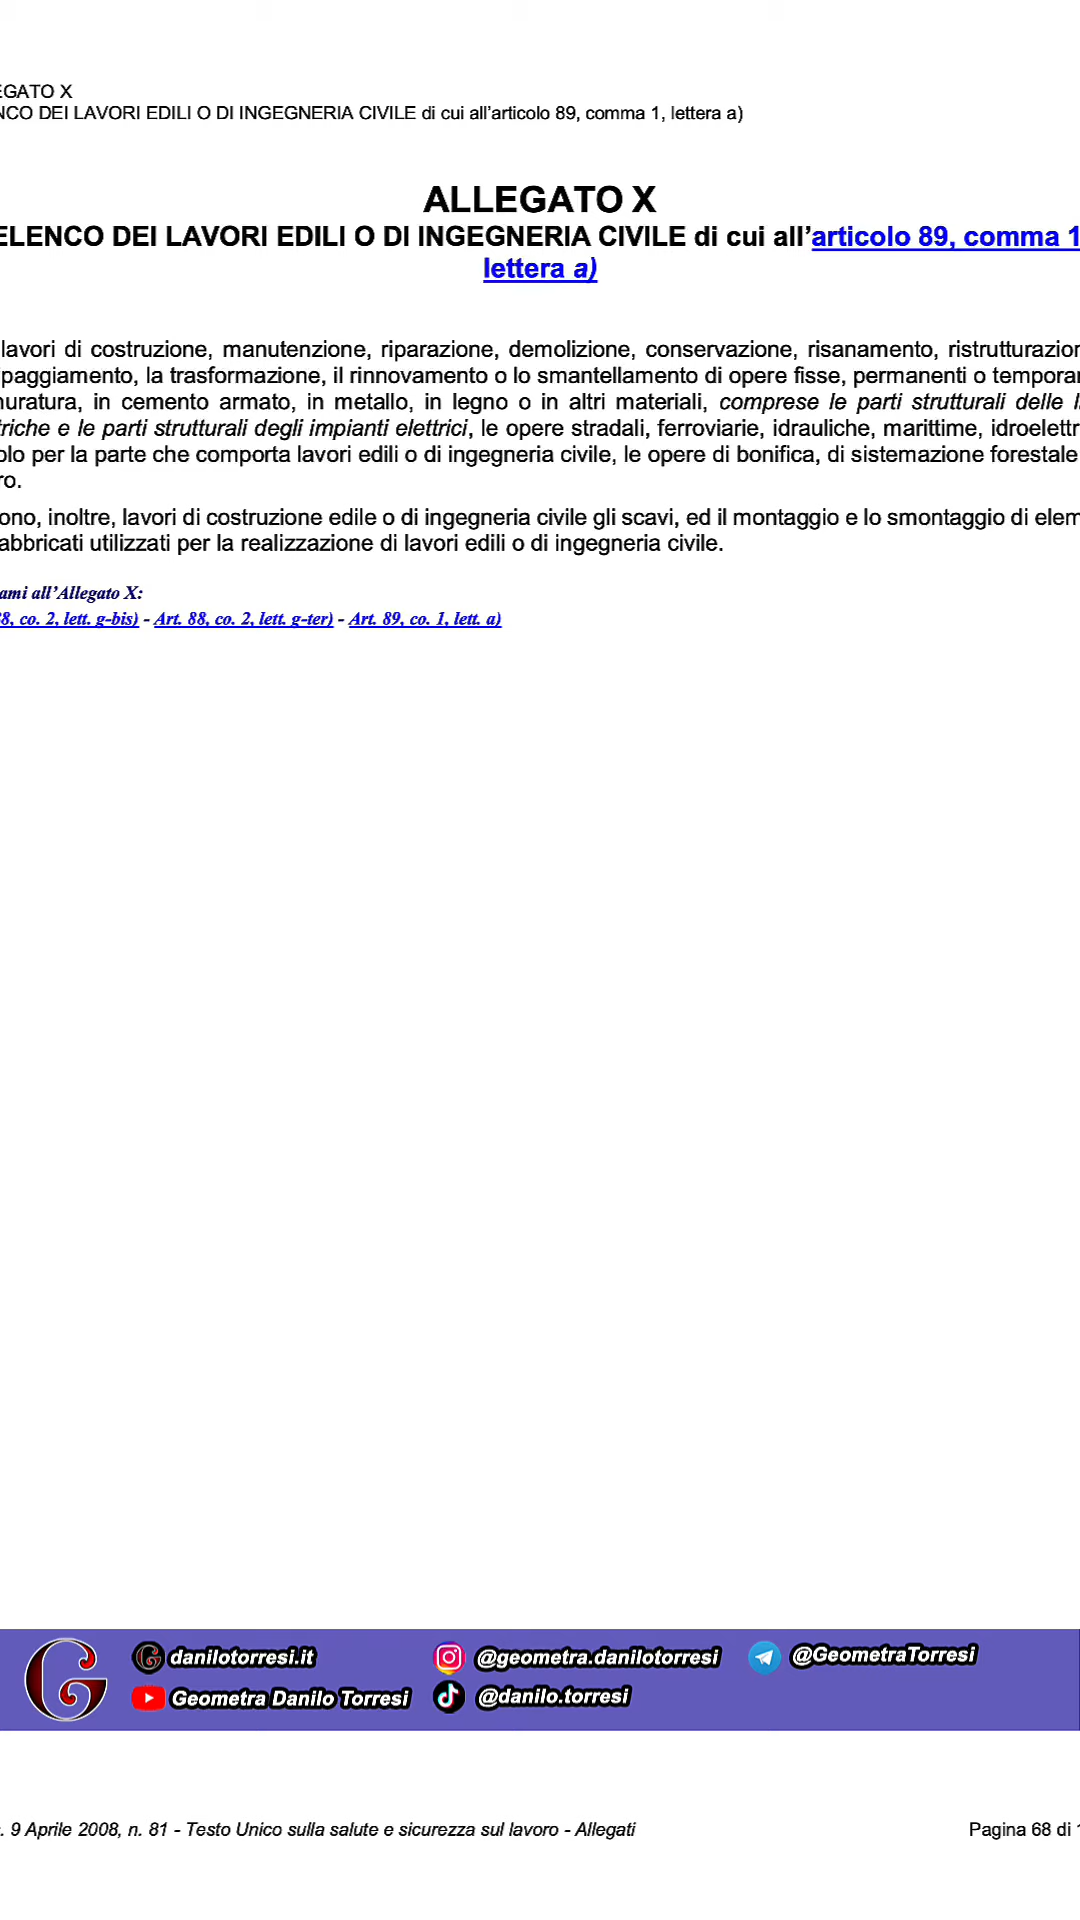 EGATO X
NCO DEI LAVORI EDILI O DI INGEGNERIA CIVILE di cui all’articolo 89, comma 1, lettera a)
ALLEGATO X
ELENCO DEI LAVORI EDILI O DI INGEGNERIA CIVILE di cui all’articolo 89, comma 1
lettera a)
lavori di costruzione, manutenzione, riparazione, demolizione, conservazione, risanamento, ristrutturazion
paggiamento, la trasformazione, il rinnovamento o lo smantellamento di opere fisse, permanenti o temporan
nuratura, in cemento armato, in metallo, in legno o in altri materiali, comprese le parti strutturali delle l
triche e le parti strutturali degli impianti elettrici, le opere stradali, ferroviarie, idrauliche, marittime, idroelettr
olo per la parte che comporta lavori edili o di ingegneria civile, le opere di bonifica, di sistemazione forestale
ro.
ono, inoltre, lavori di costruzione edile o di ingegneria civile gli scavi, ed il montaggio e lo smontaggio di elem
abbricati utilizzati per la realizzazione di lavori edili o di ingegneria civile.
ami all’Allegato X:
8, co. 2, lett. g-bis) - Art. 88, co. 2, lett. g-ter) - Art. 89, co. 1, lett. a)
danilotorresi.it @geometra.danilotorresi @GeometraTorresi
Geometra Danilo Torresi @danilo.torresi
. 9 Aprile 2008, n. 81 - Testo Unico sulla salute e sicurezza sul lavoro - Allegati Pagina 68 di 1